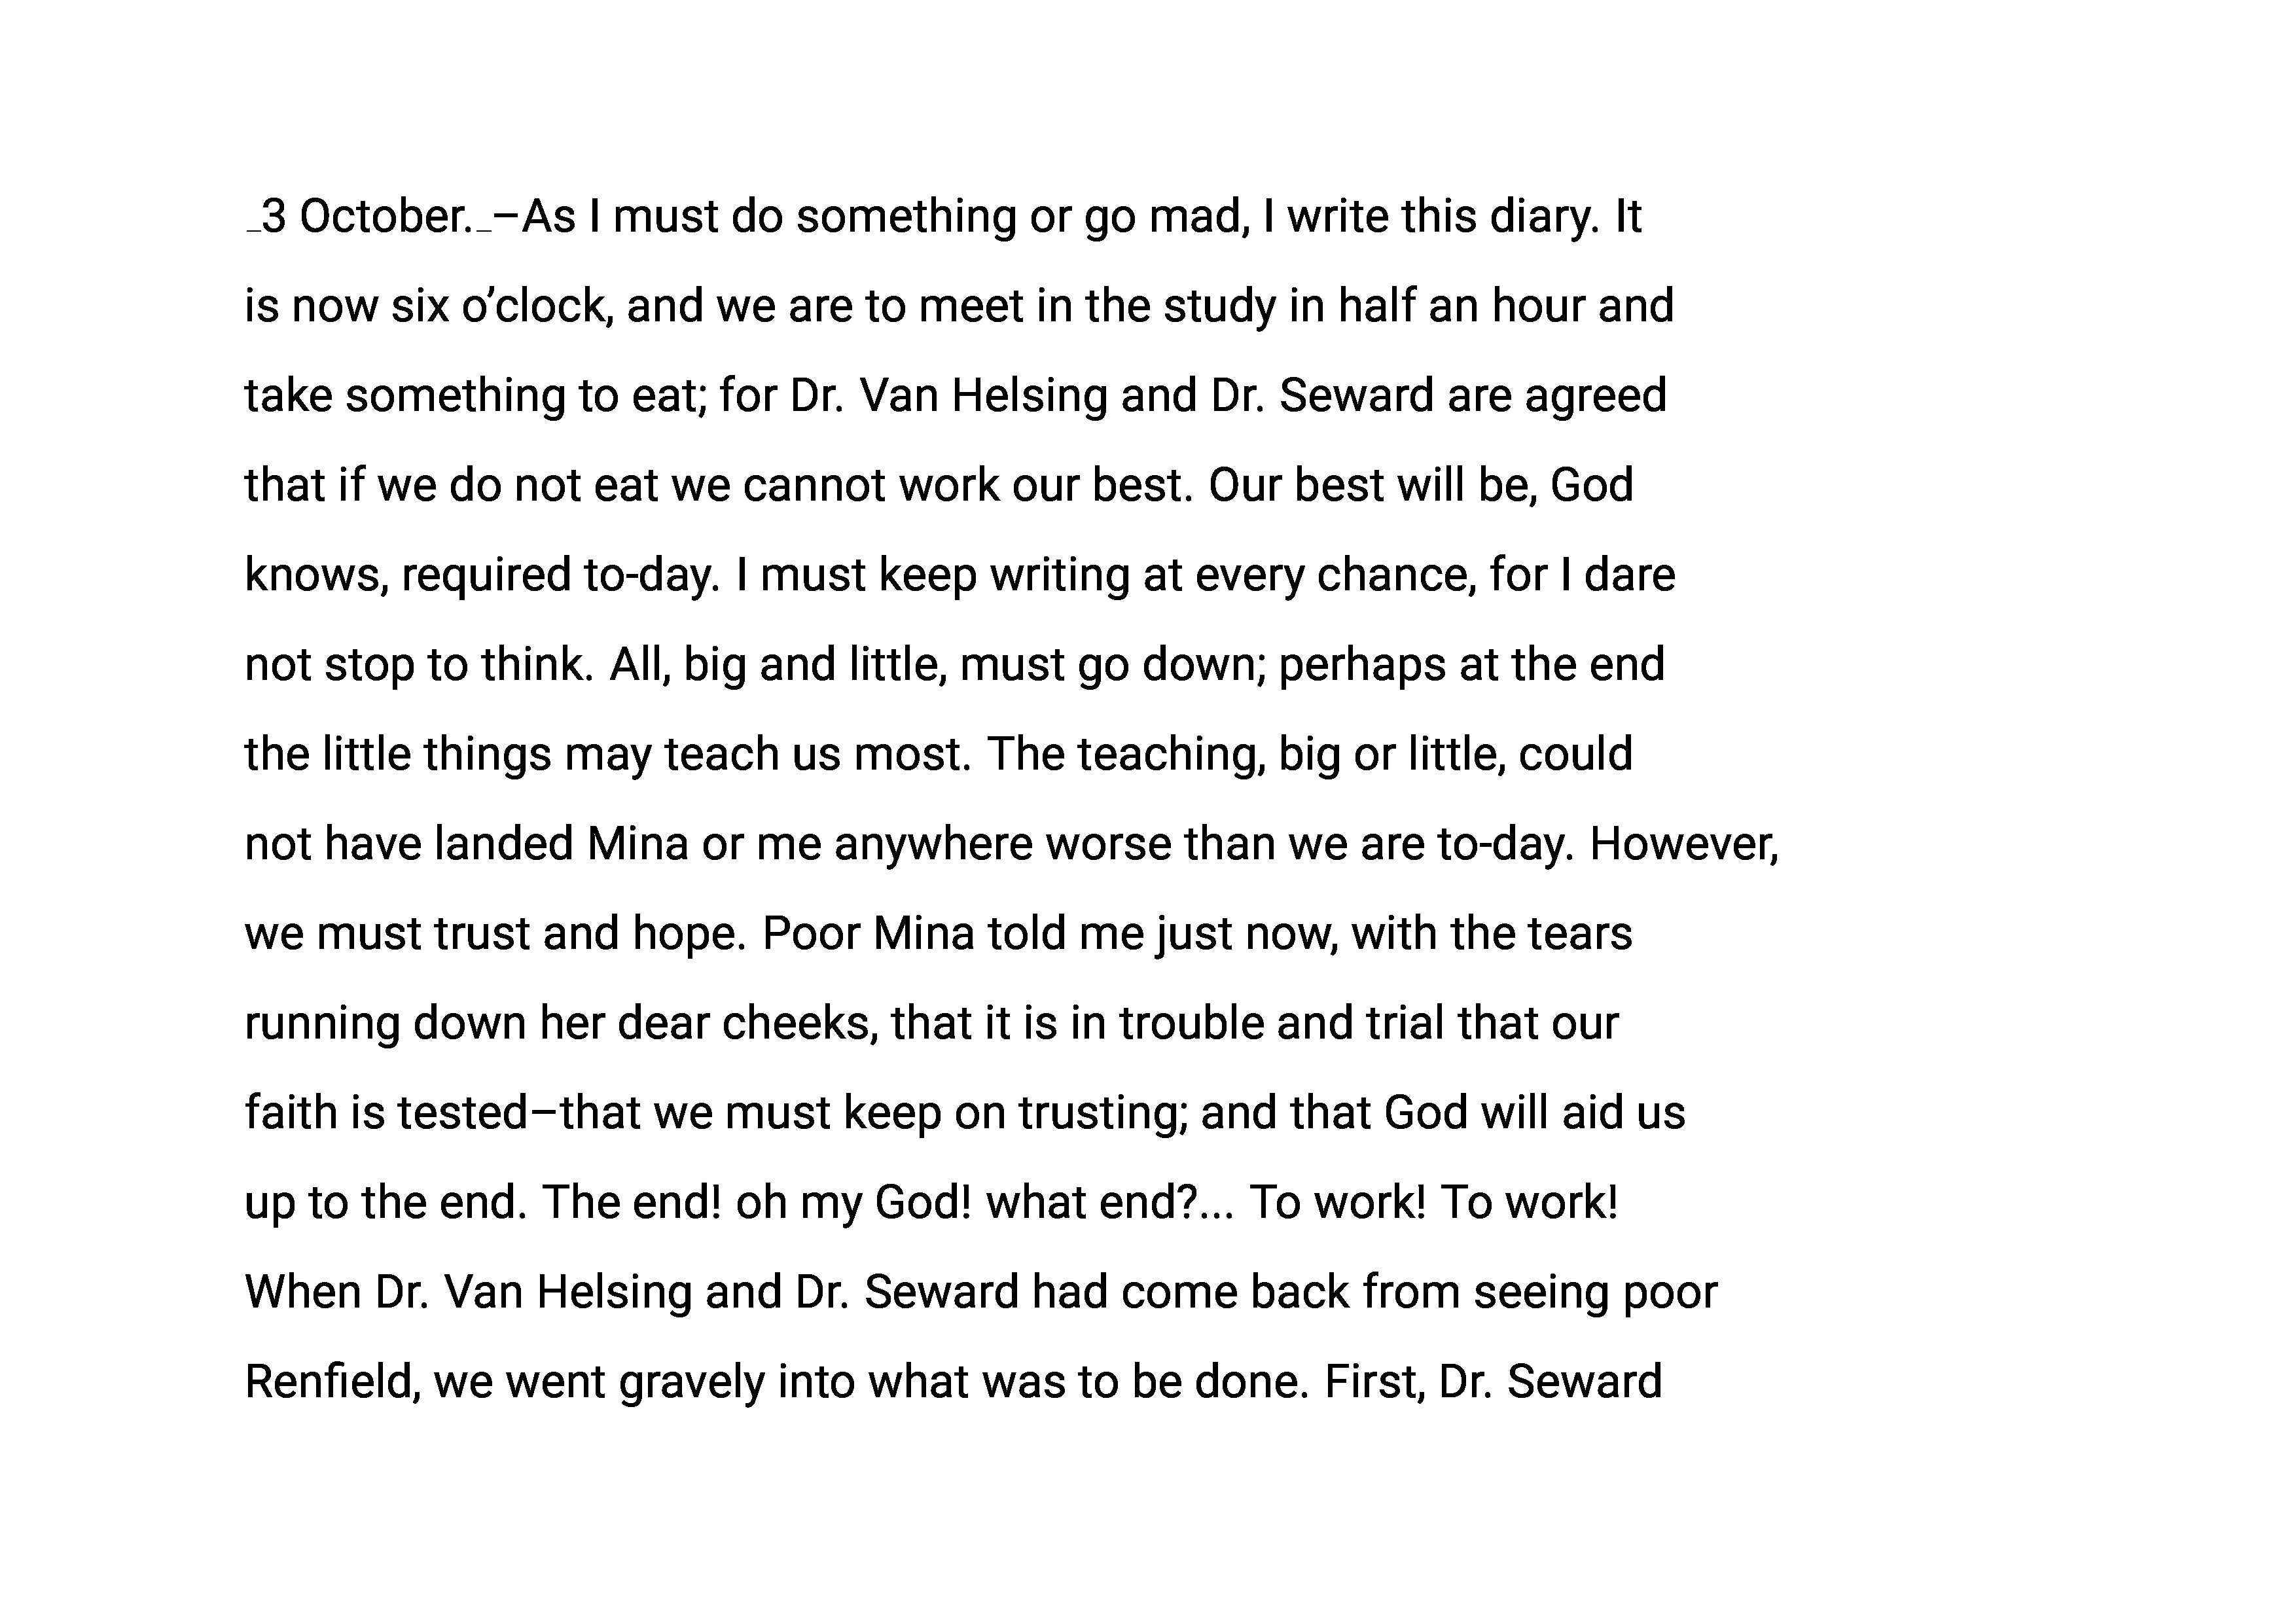 _3 October._–As I must do something or go mad, I write this diary. It
is now six o’clock, and we are to meet in the study in half an hour and
take something to eat; for Dr. Van Helsing and Dr. Seward are agreed
that if we do not eat we cannot work our best. Our best will be, God
knows, required to-day. I must keep writing at every chance, for I dare
not stop to think. All, big and little, must go down; perhaps at the end
the little things may teach us most. The teaching, big or little, could
not have landed Mina or me anywhere worse than we are to-day. However,
we must trust and hope. Poor Mina told me just now, with the tears
running down her dear cheeks, that it is in trouble and trial that our
faith is tested–that we must keep on trusting; and that God will aid us
up to the end. The end! oh my God! what end?... To work! To work!
When Dr. Van Helsing and Dr. Seward had come back from seeing poor
Renfield, we went gravely into what was to be done. First, Dr. Seward